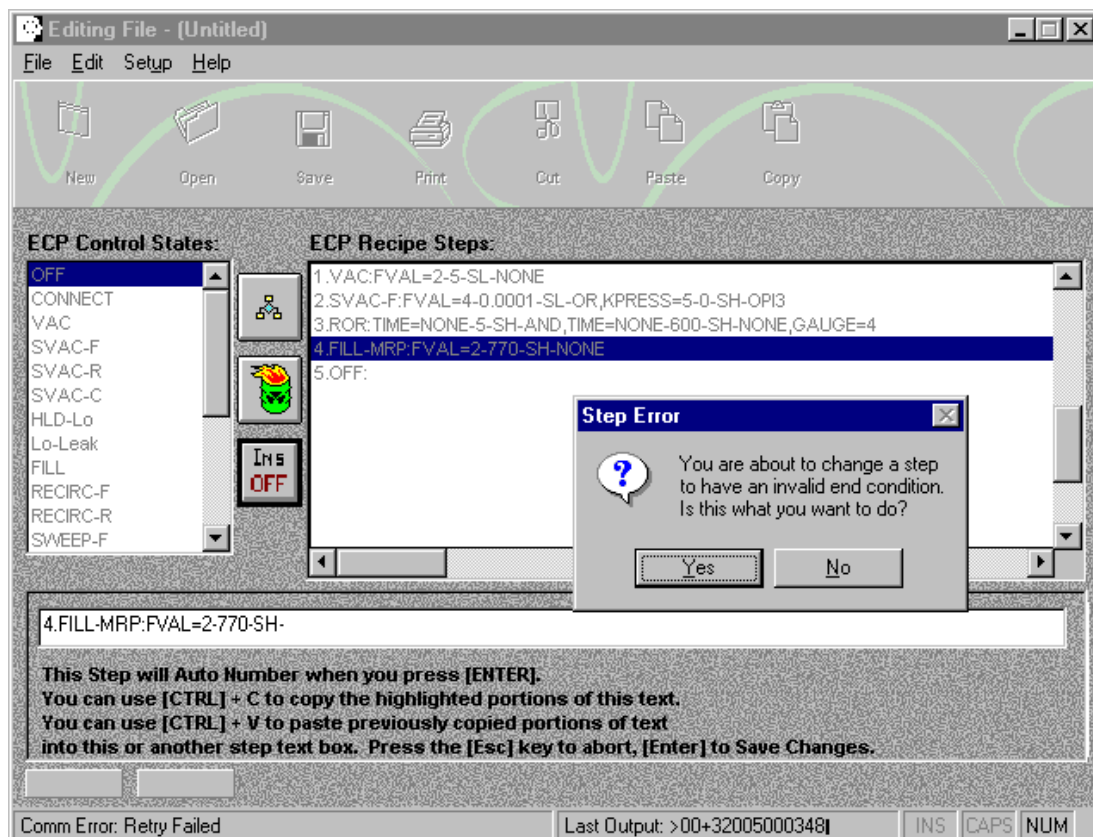 Editing File - (Untitled)
File Edit Setup Help
New Open Save Print Cut Paste Copy
ECP Control States:
OFF
CONNECT
VAC
SVAC-F
SVAC-R
SVAC-C
HLD-Lo
Lo-Leak
FILL
RECIRC-F
RECIRC-R
SWEEP-F
Ins
OFF
ECP Recipe Steps:
1.VAC:FVAL=2-5-SL-NONE
2.SVAC-F:FVAL=4-0.0001-SL-OR,KPRESS=5-0-SH-OPI3
3.ROR:TIME=NONE-5-SH-AND,TIME=NONE-600-SH-NONE,GAUGE=4
4.FILL-MRP:FVAL=2-770-SH-NONE
5.OFF:
Step Error
?
You are about to change a step
to have an invalid end condition.
Is this what you want to do?
Yes No
4.FILL-MRP:FVAL=2-770-SH-
This Step will Auto Number when you press [ENTER].
You can use [CTRL] + C to copy the highlighted portions of this text.
You can use [CTRL] + V to paste previously copied portions of text
into this or another step text box. Press the [Esc] key to abort, [Enter] to Save Changes.
Comm Error: Retry Failed
Last Output: >00+32005000348
INS CAPS NUM